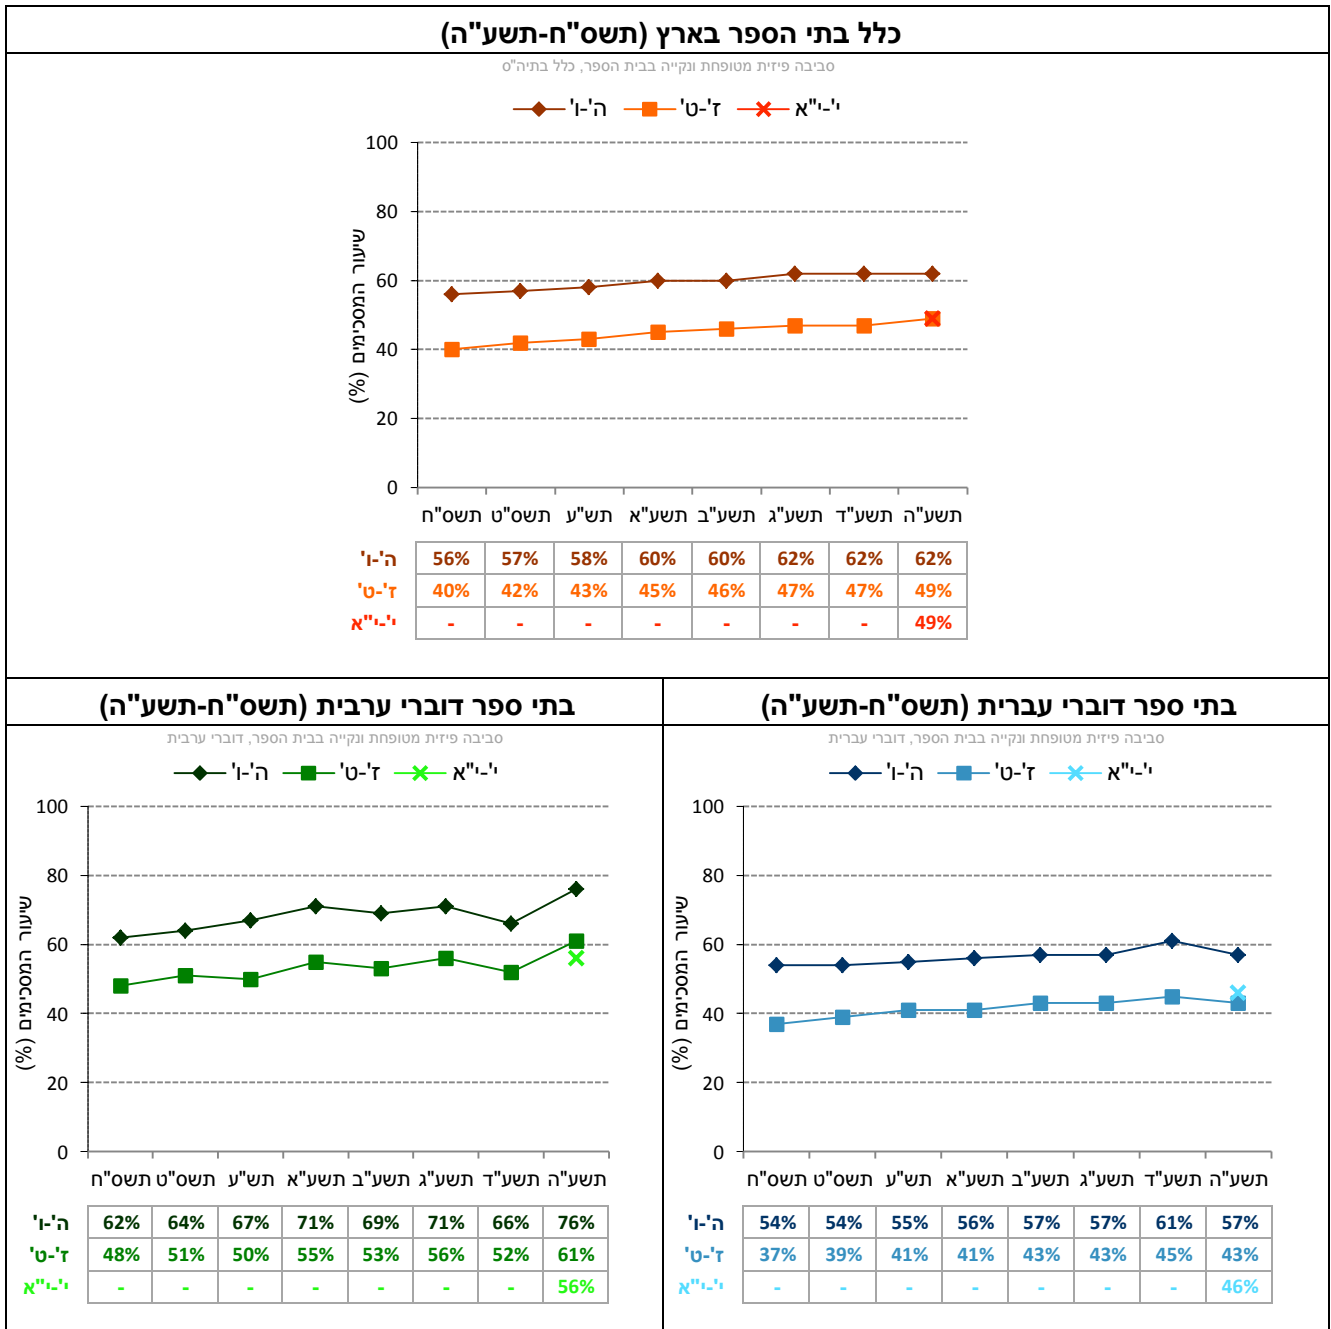 כלל בתי הספר בארץ (תשס"ח-תשע"ה)
סביבה פיזית מטופחת ונקייה בבית הספר, כלל בתיה"ס
ה'-ו' ז'-ט' י'-י"א
שיעור המסכימים (%)
100
80
60
40
20
0
תשס"ח תשס"ט תש"ע תשע"א תשע"ב תשע"ג תשע"ד תשע"ה
ה'-ו' 56% 57% 58% 60% 60% 62% 62% 62%
ז'-ט' 40% 42% 43% 45% 46% 47% 47% 49%
י'-י"א - - - - - - - 49%
בתי ספר דוברי עברית (תשס"ח-תשע"ה)
סביבה פיזית מטופחת ונקייה בבית הספר, דוברי עברית
ה'-ו' ז'-ט' י'-י"א
שיעור המסכימים (%)
100
80
60
40
20
0
תשס"ח תשס"ט תש"ע תשע"א תשע"ב תשע"ג תשע"ד תשע"ה
ה'-ו' 54% 54% 55% 56% 57% 57% 61% 57%
ז'-ט' 37% 39% 41% 41% 43% 43% 45% 43%
י'-י"א - - - - - - - 46%
בתי ספר דוברי ערבית (תשס"ח-תשע"ה)
סביבה פיזית מטופחת ונקייה בבית הספר, דוברי ערבית
ה'-ו' ז'-ט' י'-י"א
שיעור המסכימים (%)
100
80
60
40
20
0
תשס"ח תשס"ט תש"ע תשע"א תשע"ב תשע"ג תשע"ד תשע"ה
ה'-ו' 62% 64% 67% 71% 69% 71% 66% 76%
ז'-ט' 48% 51% 50% 55% 53% 56% 52% 61%
י'-י"א - - - - - - - 56%